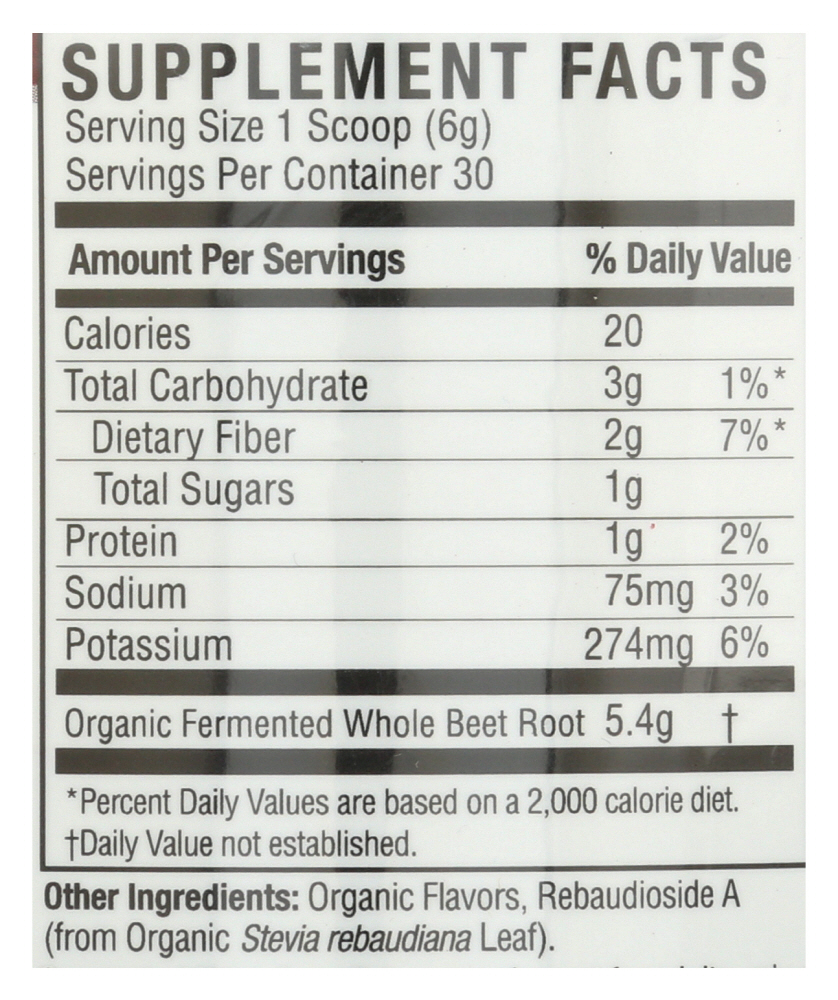 SUPPLEMENT FACTS
Serving Size 1 Scoop (6g)
Servings Per Container 30
Amount Per Servings % Daily Value
Calories 20
Total Carbohydrate 3g 1%*
Dietary Fiber 2g 7%*
Total Sugars 1g
Protein 1g 2%
Sodium 75mg 3%
Potassium 274mg 6%
Organic Fermented Whole Beet Root 5.4g †
*Percent Daily Values are based on a 2,000 calorie diet.
†Daily Value not established.
Other Ingredients: Organic Flavors, Rebaudioside A
(from Organic Stevia rebaudiana Leaf).